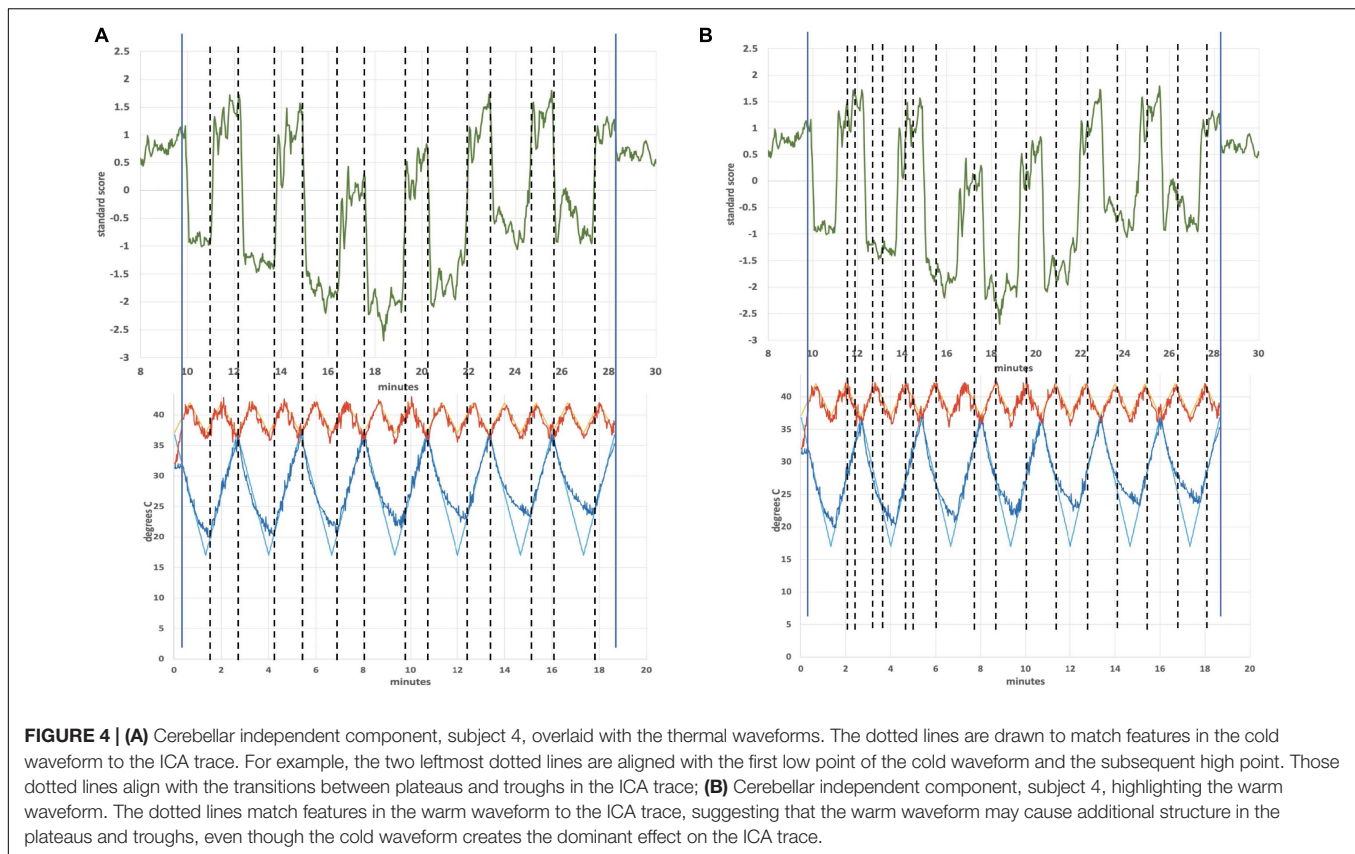 A
2.5
2
1.5
1
0.5
0
-0.5
-1
-1.5
-2
-2.5
-3
standard score
8 10 12 14 16 18 20 22 24 26 28 30
minutes
40
35
30
25
20
15
10
5
0
degrees C
0 2 4 6 8 10 12 14 16 18 20
minutes
B
2.5
2
1.5
1
0.5
0
-0.5
-1
-1.5
-2
-2.5
-3
standard score
8 10 12 14 16 18 20 22 24 26 28 30
minutes
40
35
30
25
20
15
10
5
0
degrees C
0 2 4 6 8 10 12 14 16 18 20
minutes
FIGURE 4 | (A) Cerebellar independent component, subject 4, overlaid with the thermal waveforms. The dotted lines are drawn to match features in the cold
waveform to the ICA trace. For example, the two leftmost dotted lines are aligned with the first low point of the cold waveform and the subsequent high point. Those
dotted lines align with the transitions between plateaus and troughs in the ICA trace; (B) Cerebellar independent component, subject 4, highlighting the warm
waveform. The dotted lines match features in the warm waveform to the ICA trace, suggesting that the warm waveform may cause additional structure in the
plateaus and troughs, even though the cold waveform creates the dominant effect on the ICA trace.